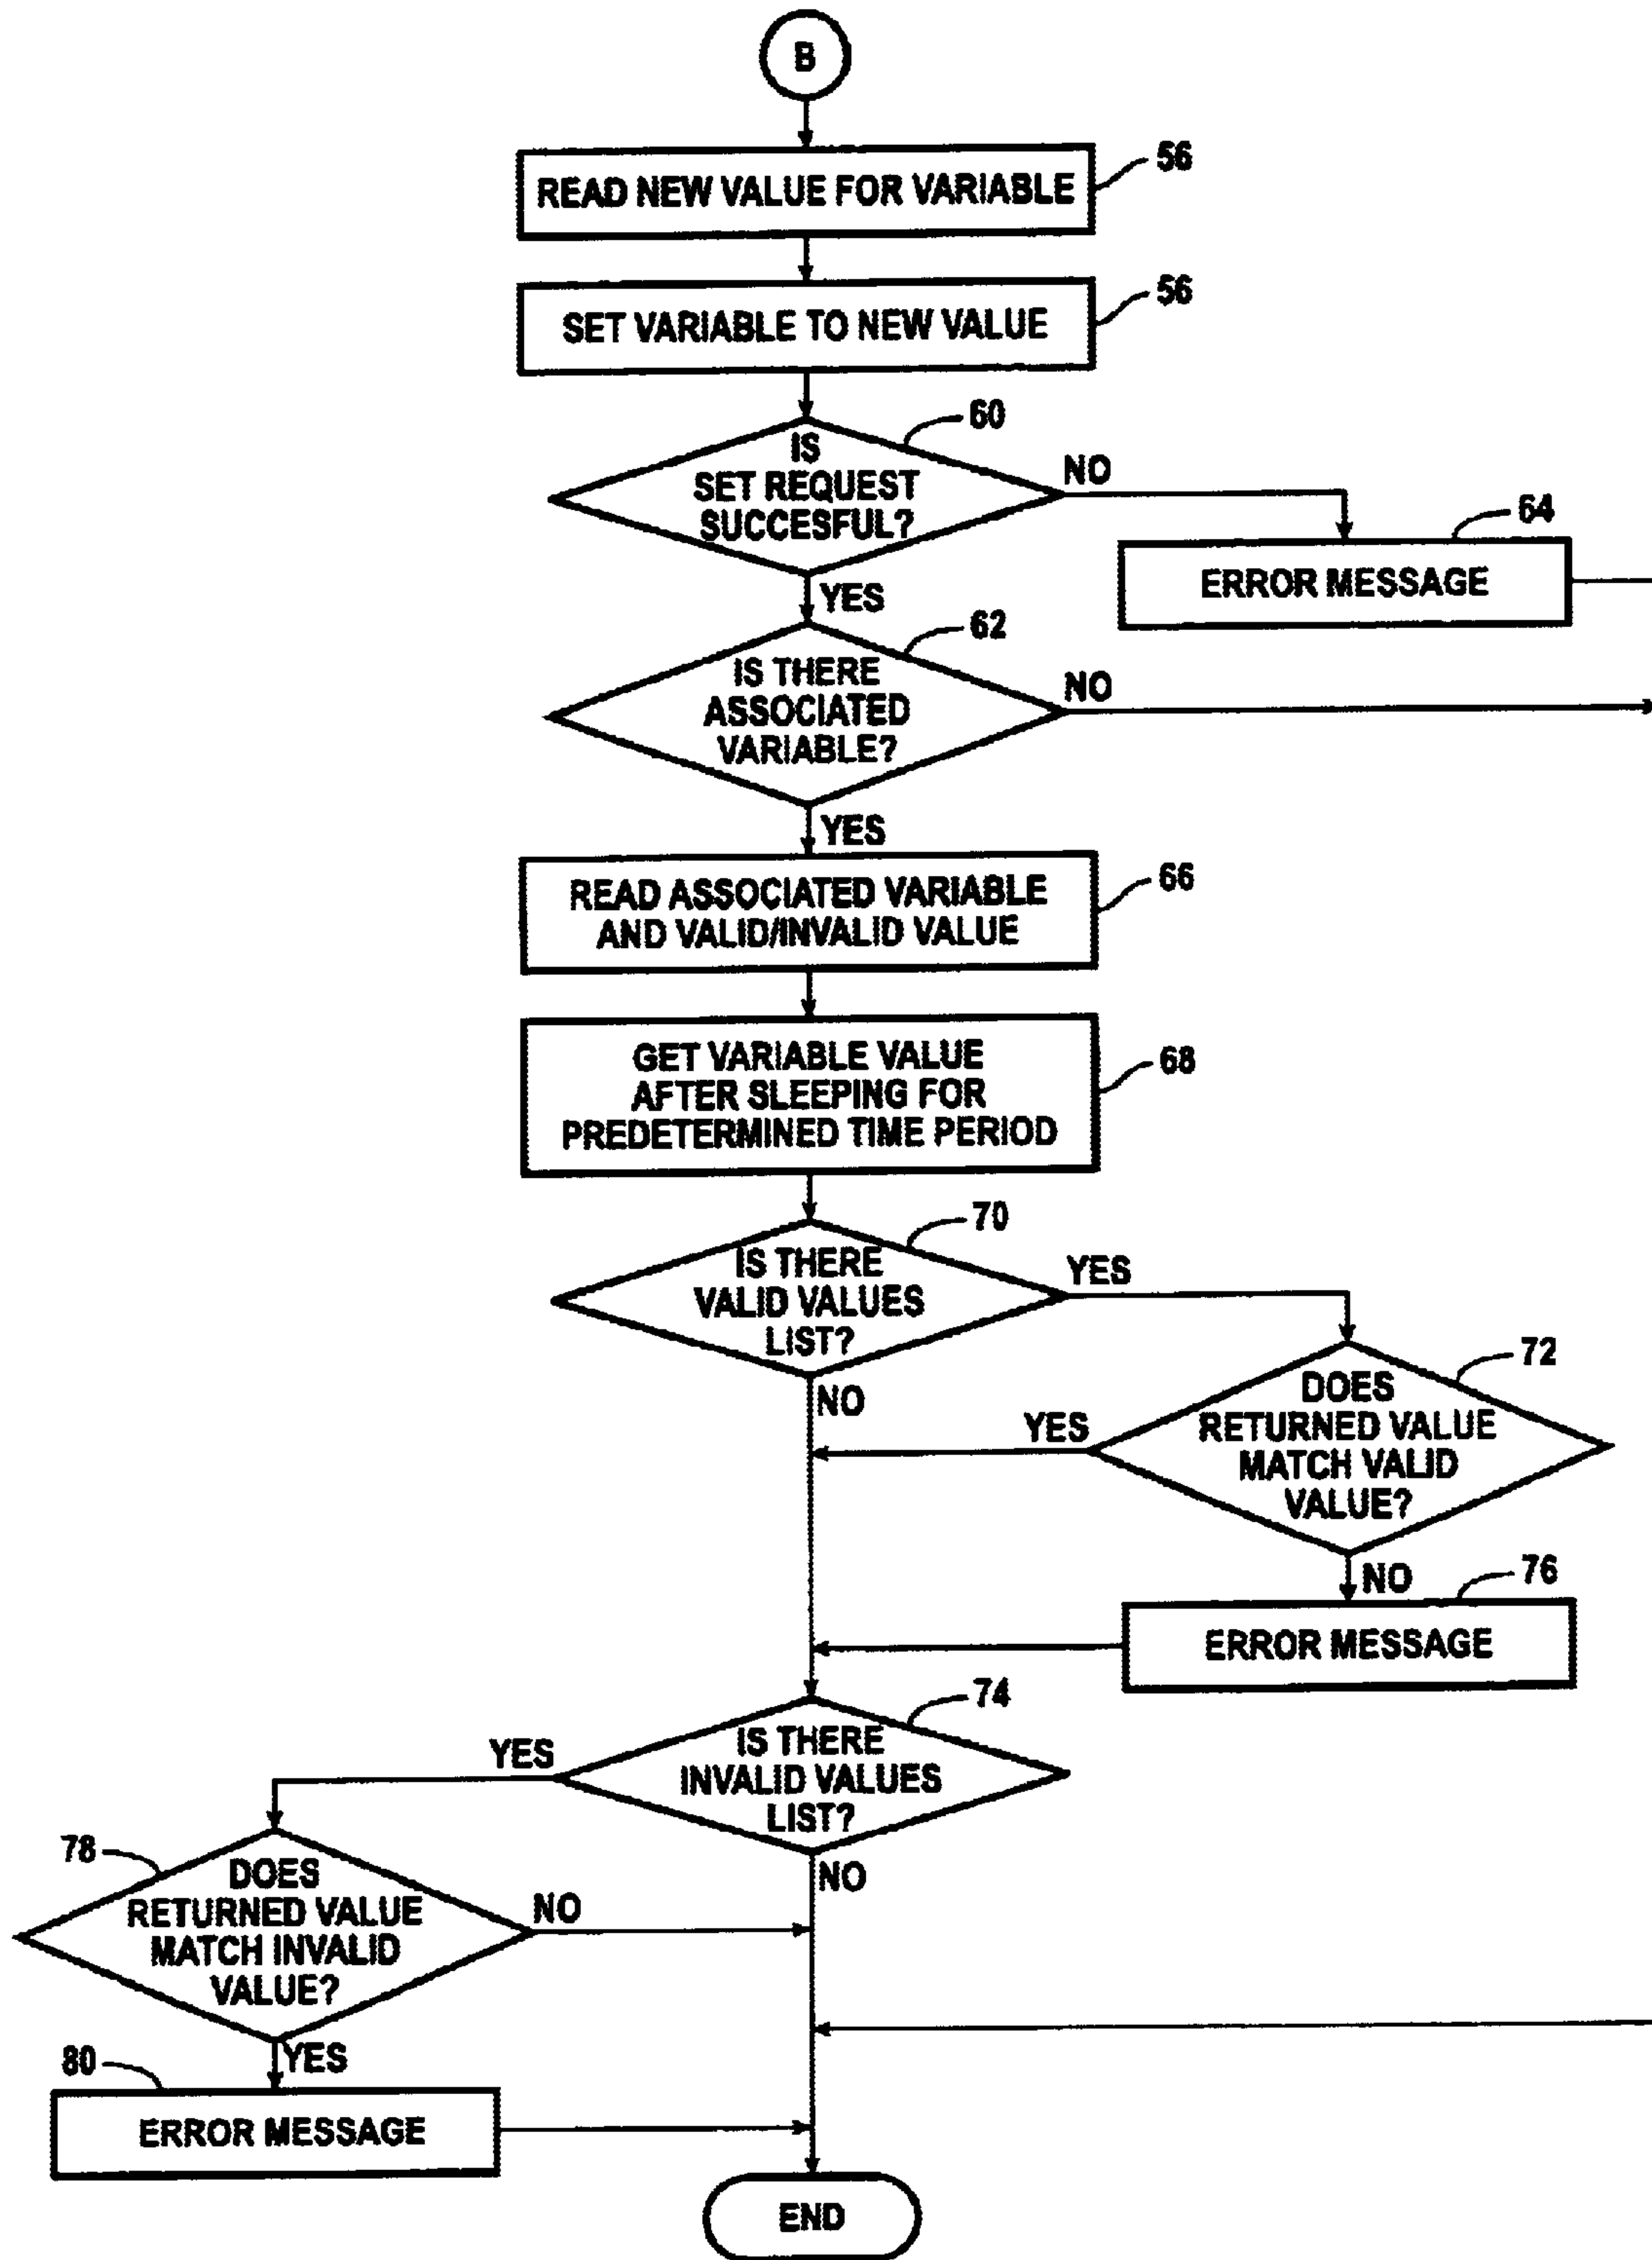 B
READ NEW VALUE FOR VARIABLE
56
SET VARIABLE TO NEW VALUE
56
60
IS
SET REQUEST
SUCCESFUL?
NO
64
ERROR MESSAGE
YES
62
IS THERE
ASSOCIATED
VARIABLE?
NO
YES
READ ASSOCIATED VARIABLE
AND VALID/INVALID VALUE
66
GET VARIABLE VALUE
AFTER SLEEPING FOR
PREDETERMINED TIME PERIOD
68
70
IS THERE
VALID VALUES
LIST?
YES
NO
72
DOES
RETURNED VALUE
MATCH VALID
VALUE?
YES
NO
76
ERROR MESSAGE
74
IS THERE
INVALID VALUES
LIST?
YES
NO
78
DOES
RETURNED VALUE
MATCH INVALID
VALUE?
NO
YES
80
ERROR MESSAGE
END